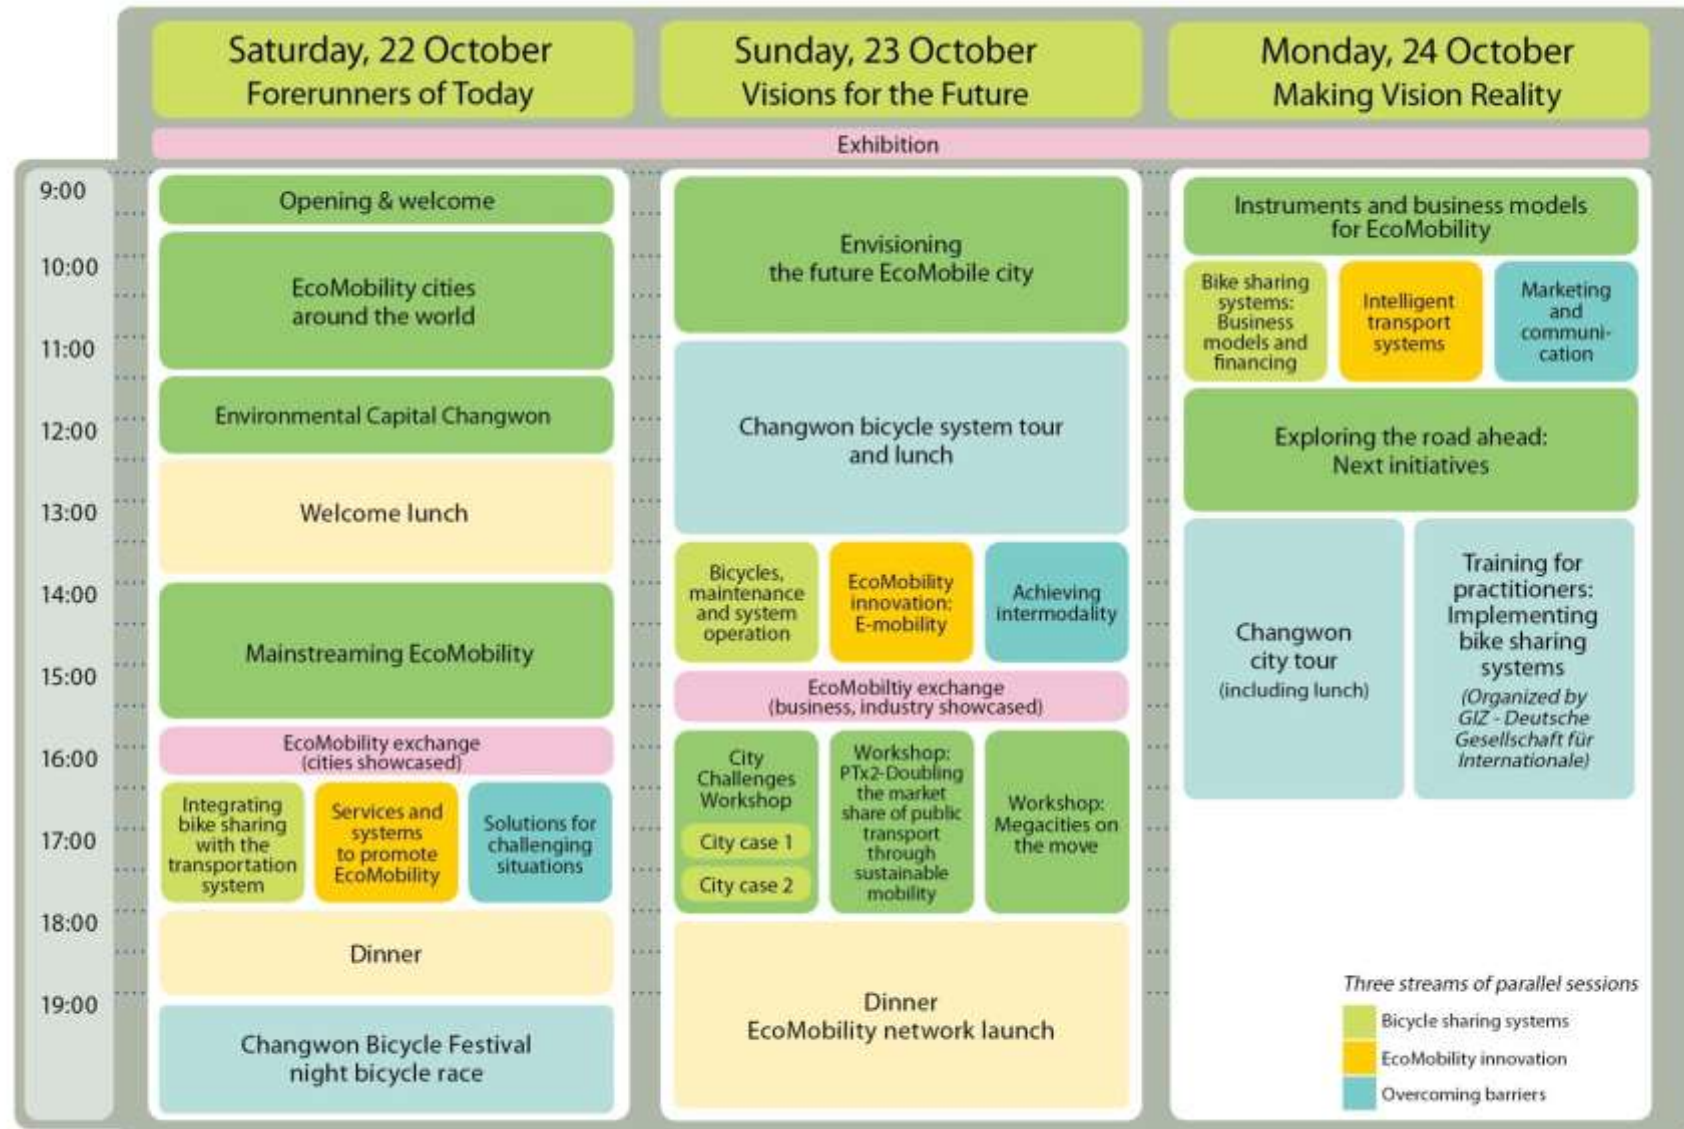 Saturday, 22 October
Forerunners of Today
Sunday, 23 October
Visions for the Future
Monday, 24 October
Making Vision Reality
Exhibition
9:00
10:00
11:00
12:00
13:00
14:00
15:00
16:00
17:00
18:00
19:00
Opening & welcome
EcoMobility cities
around the world
Environmental Capital Changwon
Welcome lunch
Mainstreaming EcoMobility
EcoMobility exchange
(cities showcased)
Integrating
bike sharing
with the
transportation
system
Services and
systems
to promote
EcoMobility
Solutions for
challenging
situations
Dinner
Changwon Bicycle Festival
night bicycle race
Envisioning
the future EcoMobile city
Changwon bicycle system tour
and lunch
Bicycles,
maintenance
and system
operation
EcoMobility
innovation:
E-mobility
Achieving
intermodality
EcoMobiltiy exchange
(business, industry showcased)
City
Challenges
Workshop
City case 1
City case 2
Workshop:
PTx2-Doubling
the market
share of public
transport
through
sustainable
mobility
Workshop:
Megacities on
the move
Dinner
EcoMobility network launch
Instruments and business models
for EcoMobility
Bike sharing
systems:
Business
models and
financing
Intelligent
transport
systems
Marketing
and
communi-
cation
Exploring the road ahead:
Next initiatives
Changwon
city tour
(including lunch)
Training for
practitioners:
Implementing
bike sharing
systems
(Organized by
GIZ - Deutsche
Gesellschaft für
Internationale)
Three streams of parallel sessions
Bicycle sharing systems
EcoMobility innovation
Overcoming barriers